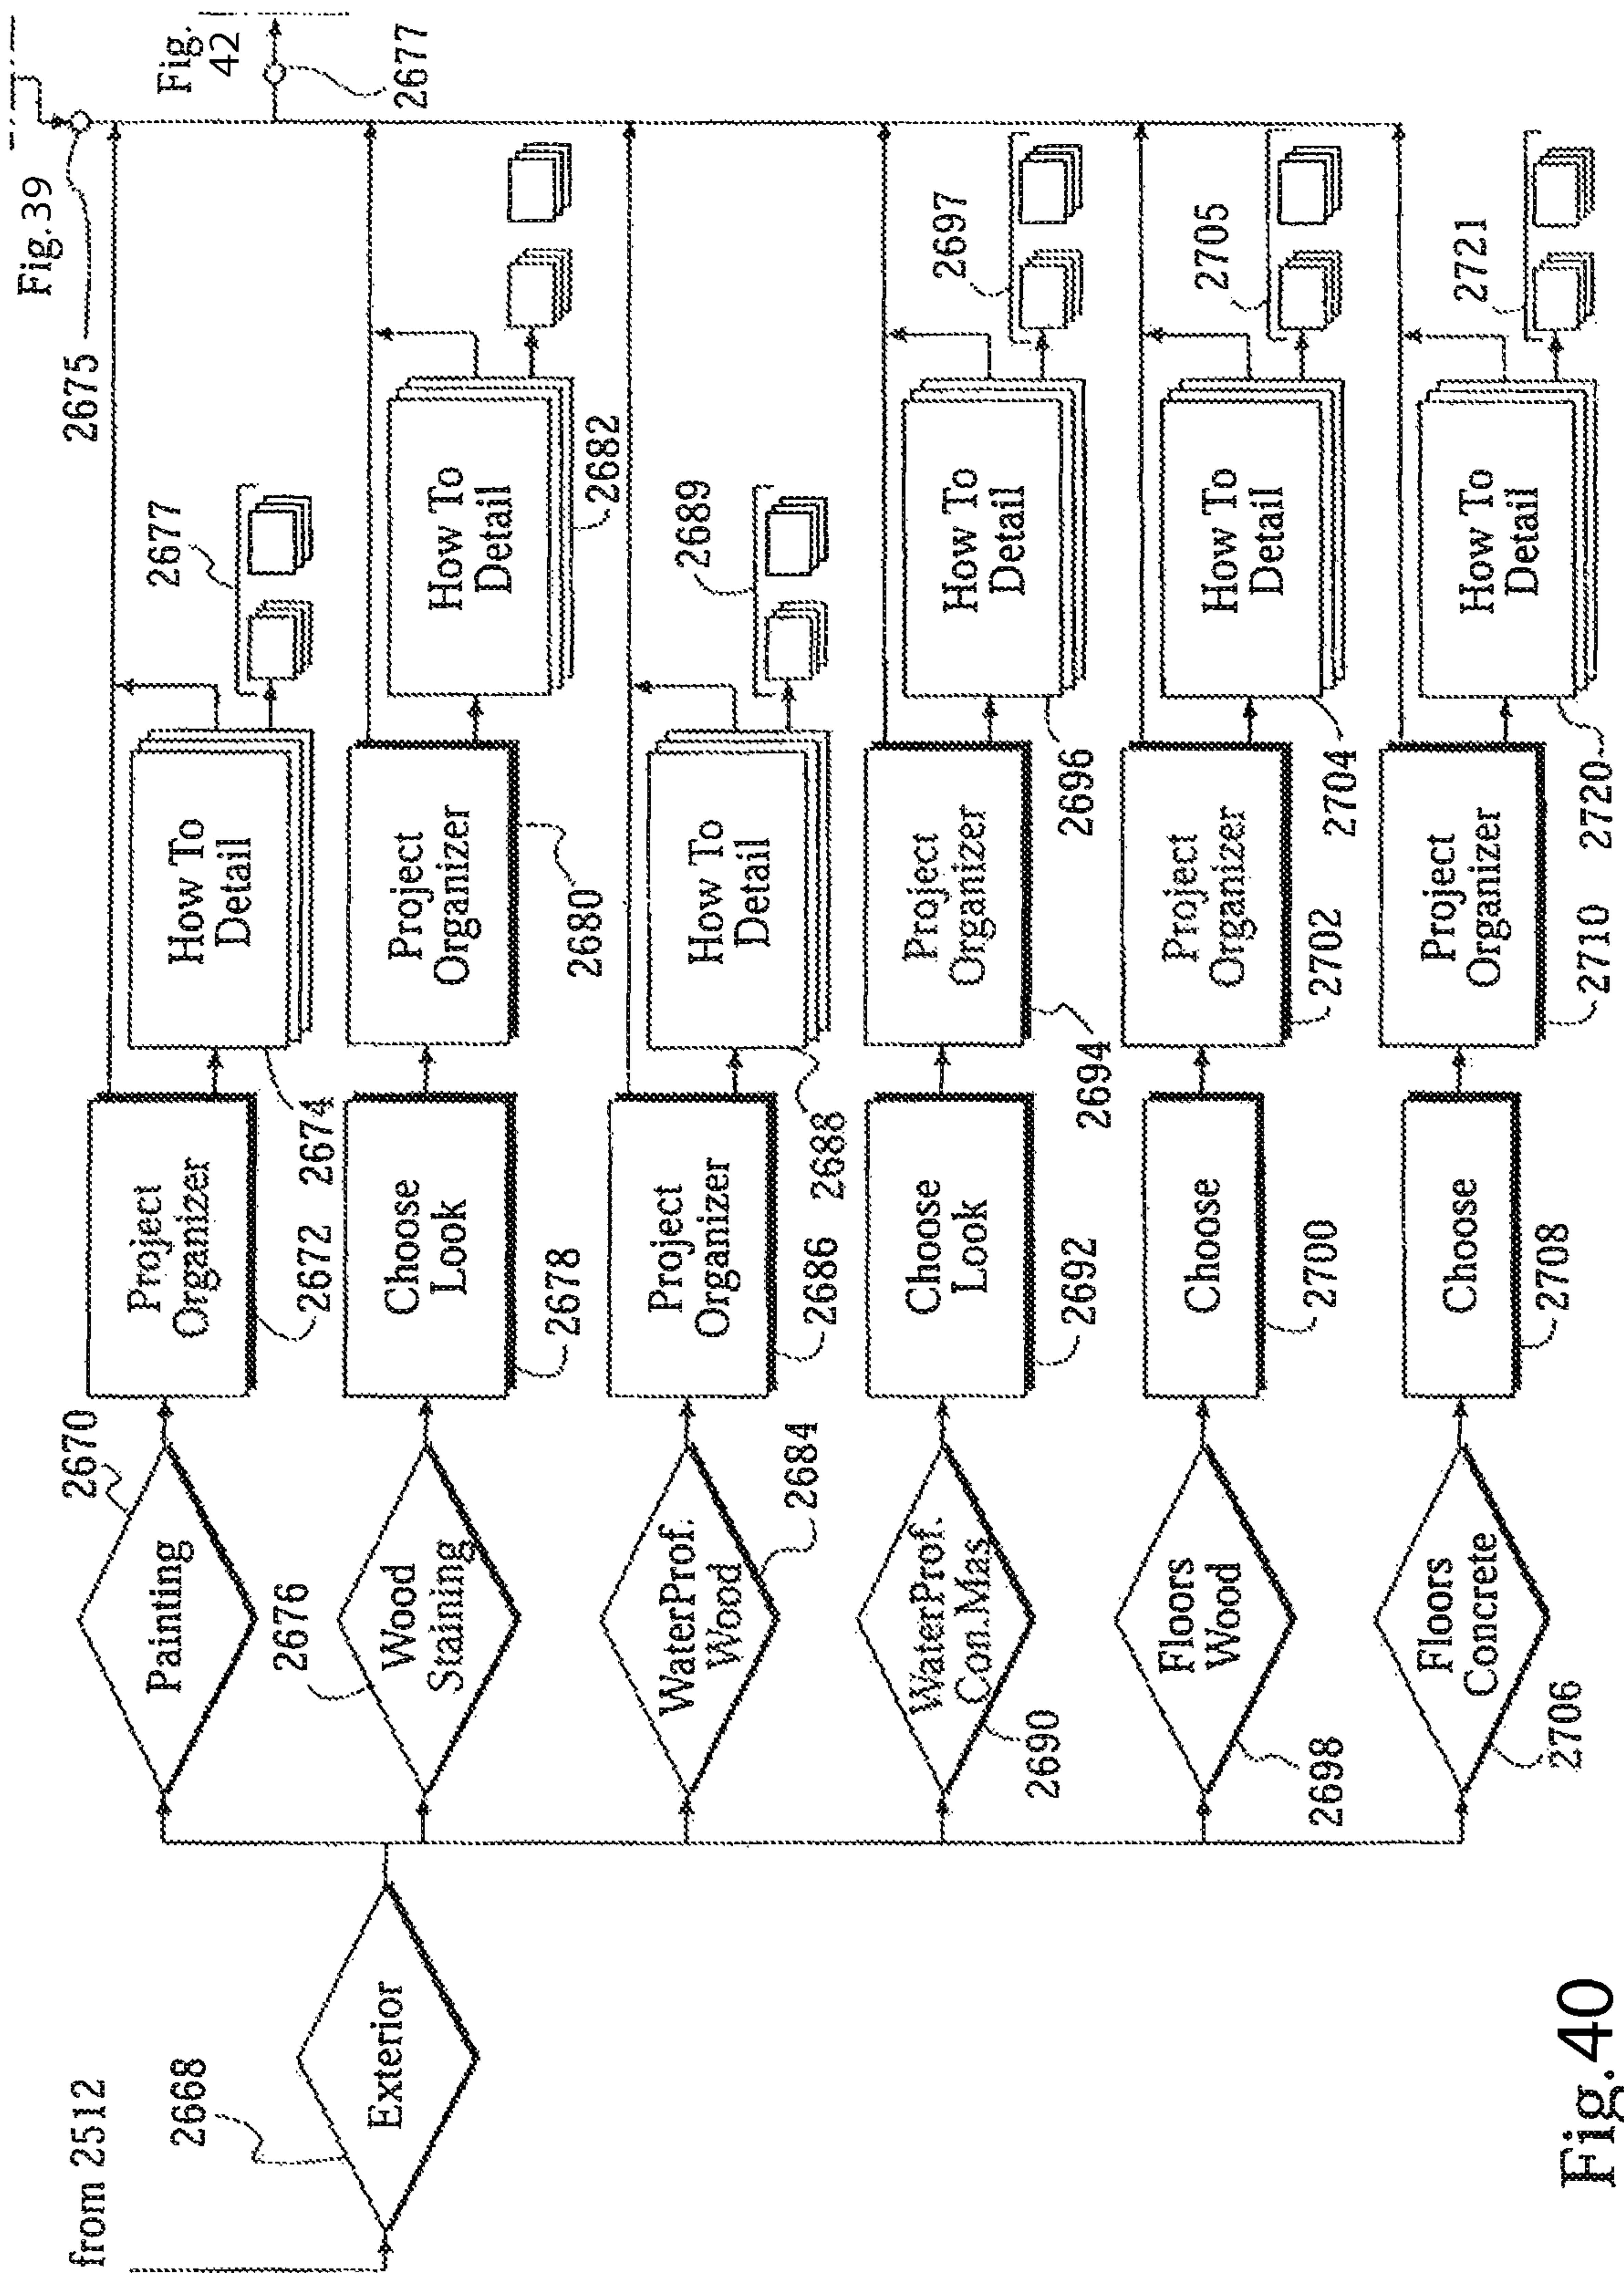 from 2512
2668
Exterior
Fig. 39
2675
Fig.
42
2677
2670
Painting
Project
Organizer
2672
How To
Detail
2674
2677
2676
Wood
Staining
Choose
Look
2678
Project
Organizer
2680
How To
Detail
2682
WaterProf.
Wood
2684
Project
Organizer
2686
How To
Detail
2688
2689
WaterProf.
Con.Mas.
2690
Choose
Look
2692
Project
Organizer
2694
How To
Detail
2696
2697
Floors
Wood
2698
Choose
2700
Project
Organizer
2702
How To
Detail
2704
2705
Floors
Concrete
2706
Choose
2708
Project
Organizer
2710
How To
Detail
2720
2721
Fig. 40